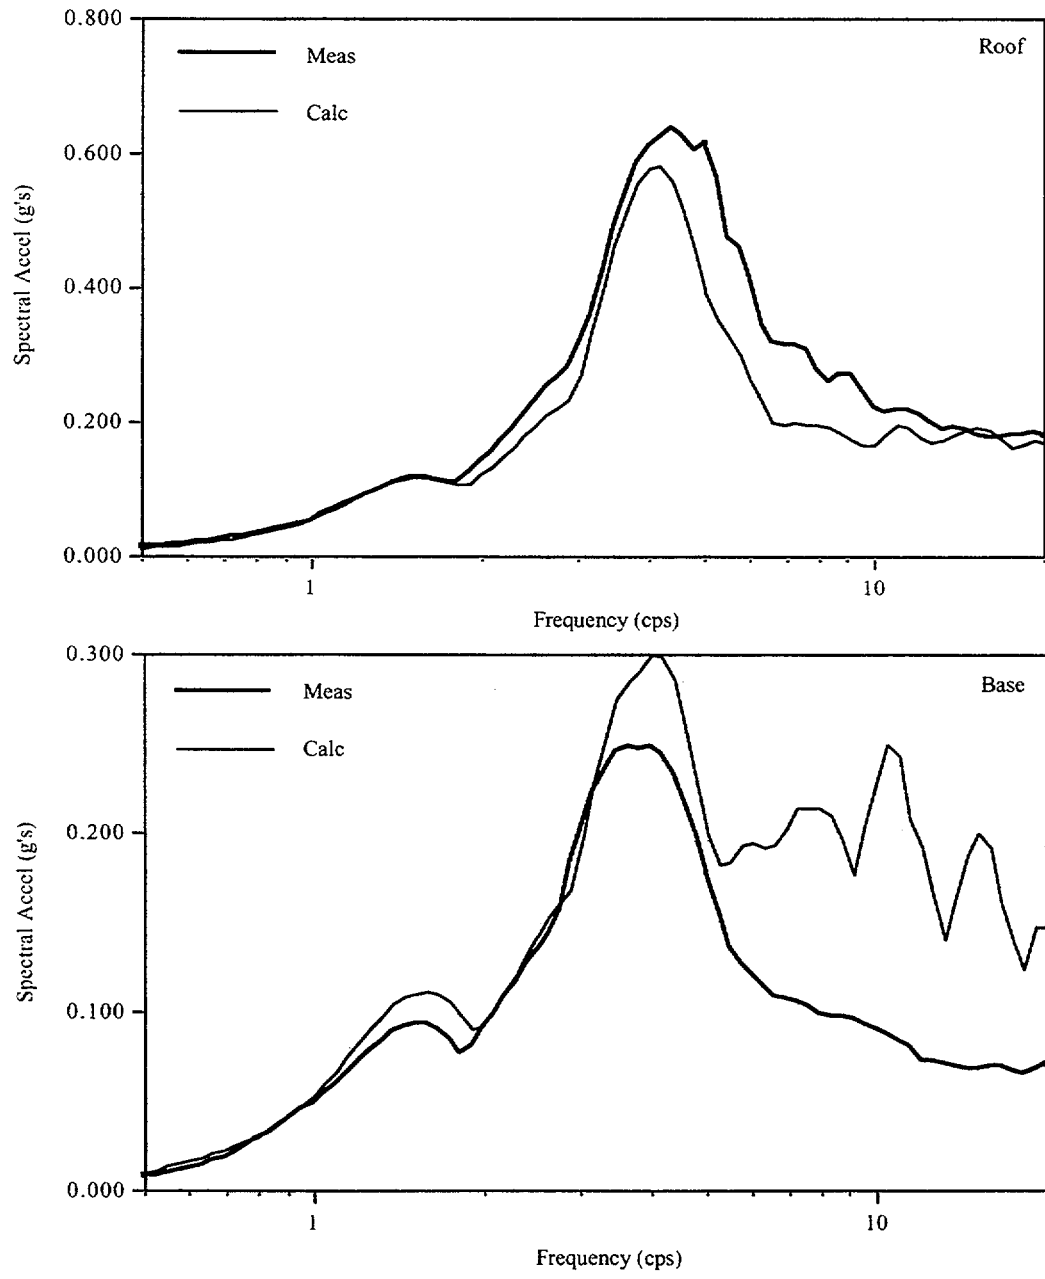 0.800
Meas
Roof
Calc
0.600
Spectral Accel (g's)
0.400
0.200
0.000
1
10
Frequency (cps)
0.300
Meas
Base
Calc
0.200
Spectral Accel (g's)
0.100
0.000
1
10
Frequency (cps)